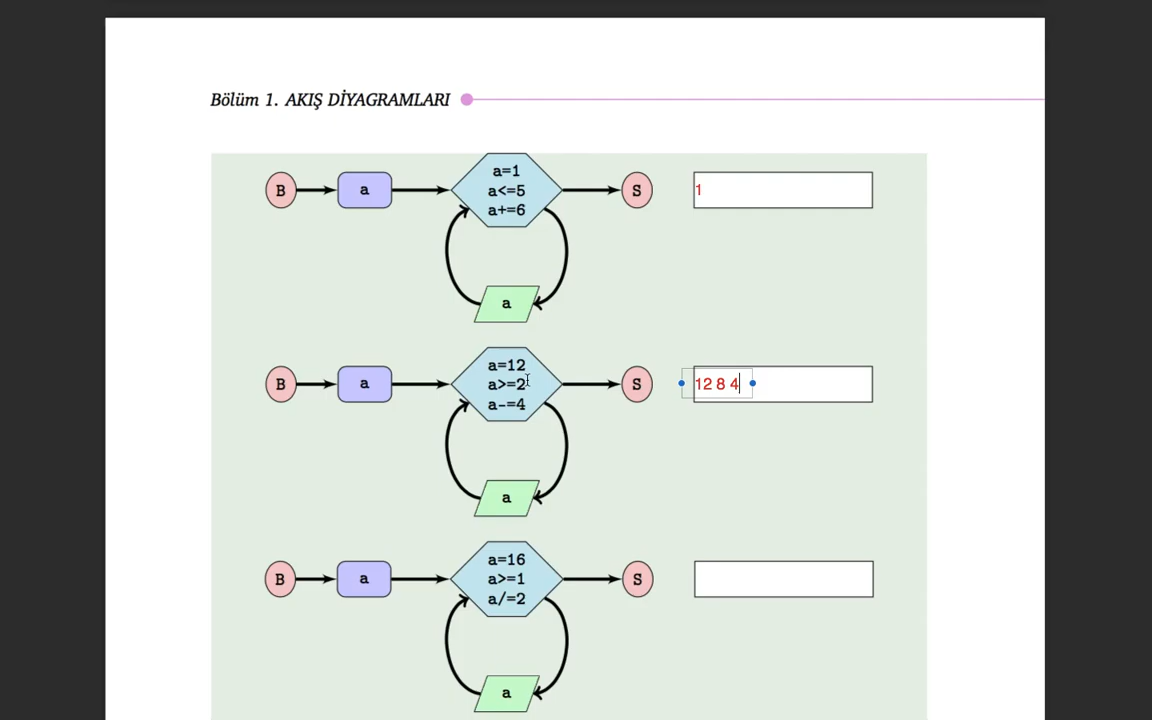 Bölüm 1. AKIŞ DİYAGRAMLARI
B
a
a=1
a<=5
a+=6
S
1
a
B
a
a=12
a>=2
a-=4
S
12 8 4
a
B
a
a=16
a>=1
a/=2
S
a